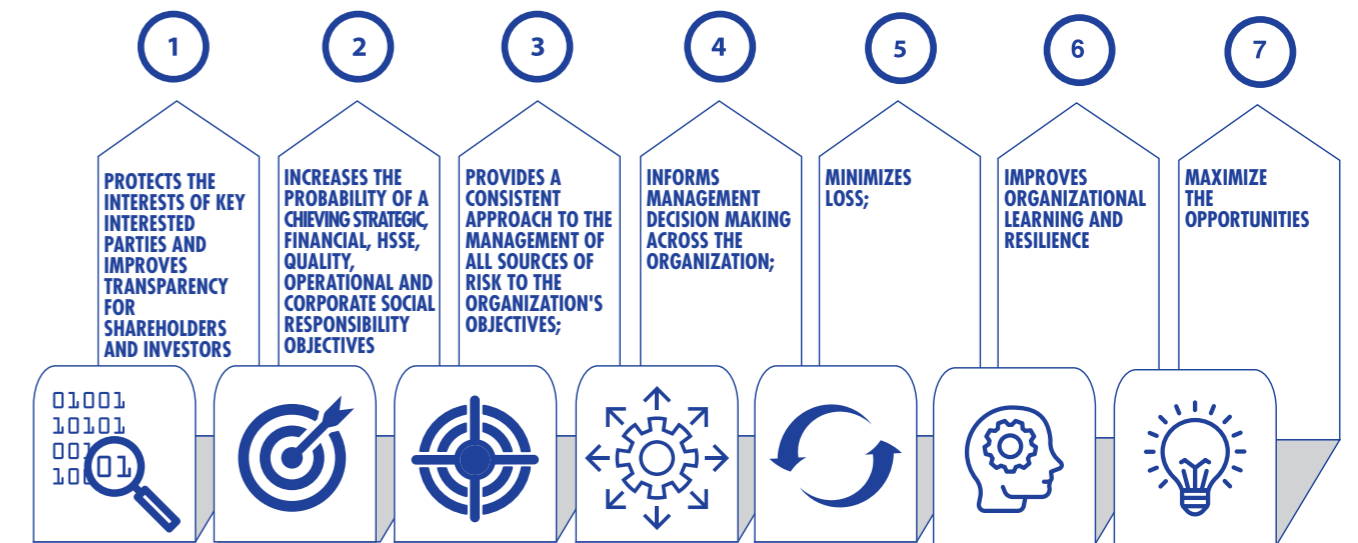 1
PROTECTS THE
INTERESTS OF KEY
INTERESTED
PARTIES AND
IMPROVES
TRANSPARENCY
FOR
SHAREHOLDERS
AND INVESTORS
2
INCREASES THE
PROBABILITY OF A
CHIEVING STRATEGIC,
FINANCIAL, HSSE,
QUALITY,
OPERATIONAL AND
CORPORATE SOCIAL
RESPONSIBILITY
OBJECTIVES
3
PROVIDES A
CONSISTENT
APPROACH TO THE
MANAGEMENT OF
ALL SOURCES OF
RISK TO THE
ORGANIZATION'S
OBJECTIVES;
4
INFORMS
MANAGEMENT
DECISION MAKING
ACROSS THE
ORGANIZATION;
5
MINIMIZES
LOSS;
6
IMPROVES
ORGANIZATIONAL
LEARNING AND
RESILIENCE
7
MAXIMIZE
THE
OPPORTUNITIES
01001
10101
00
10
01